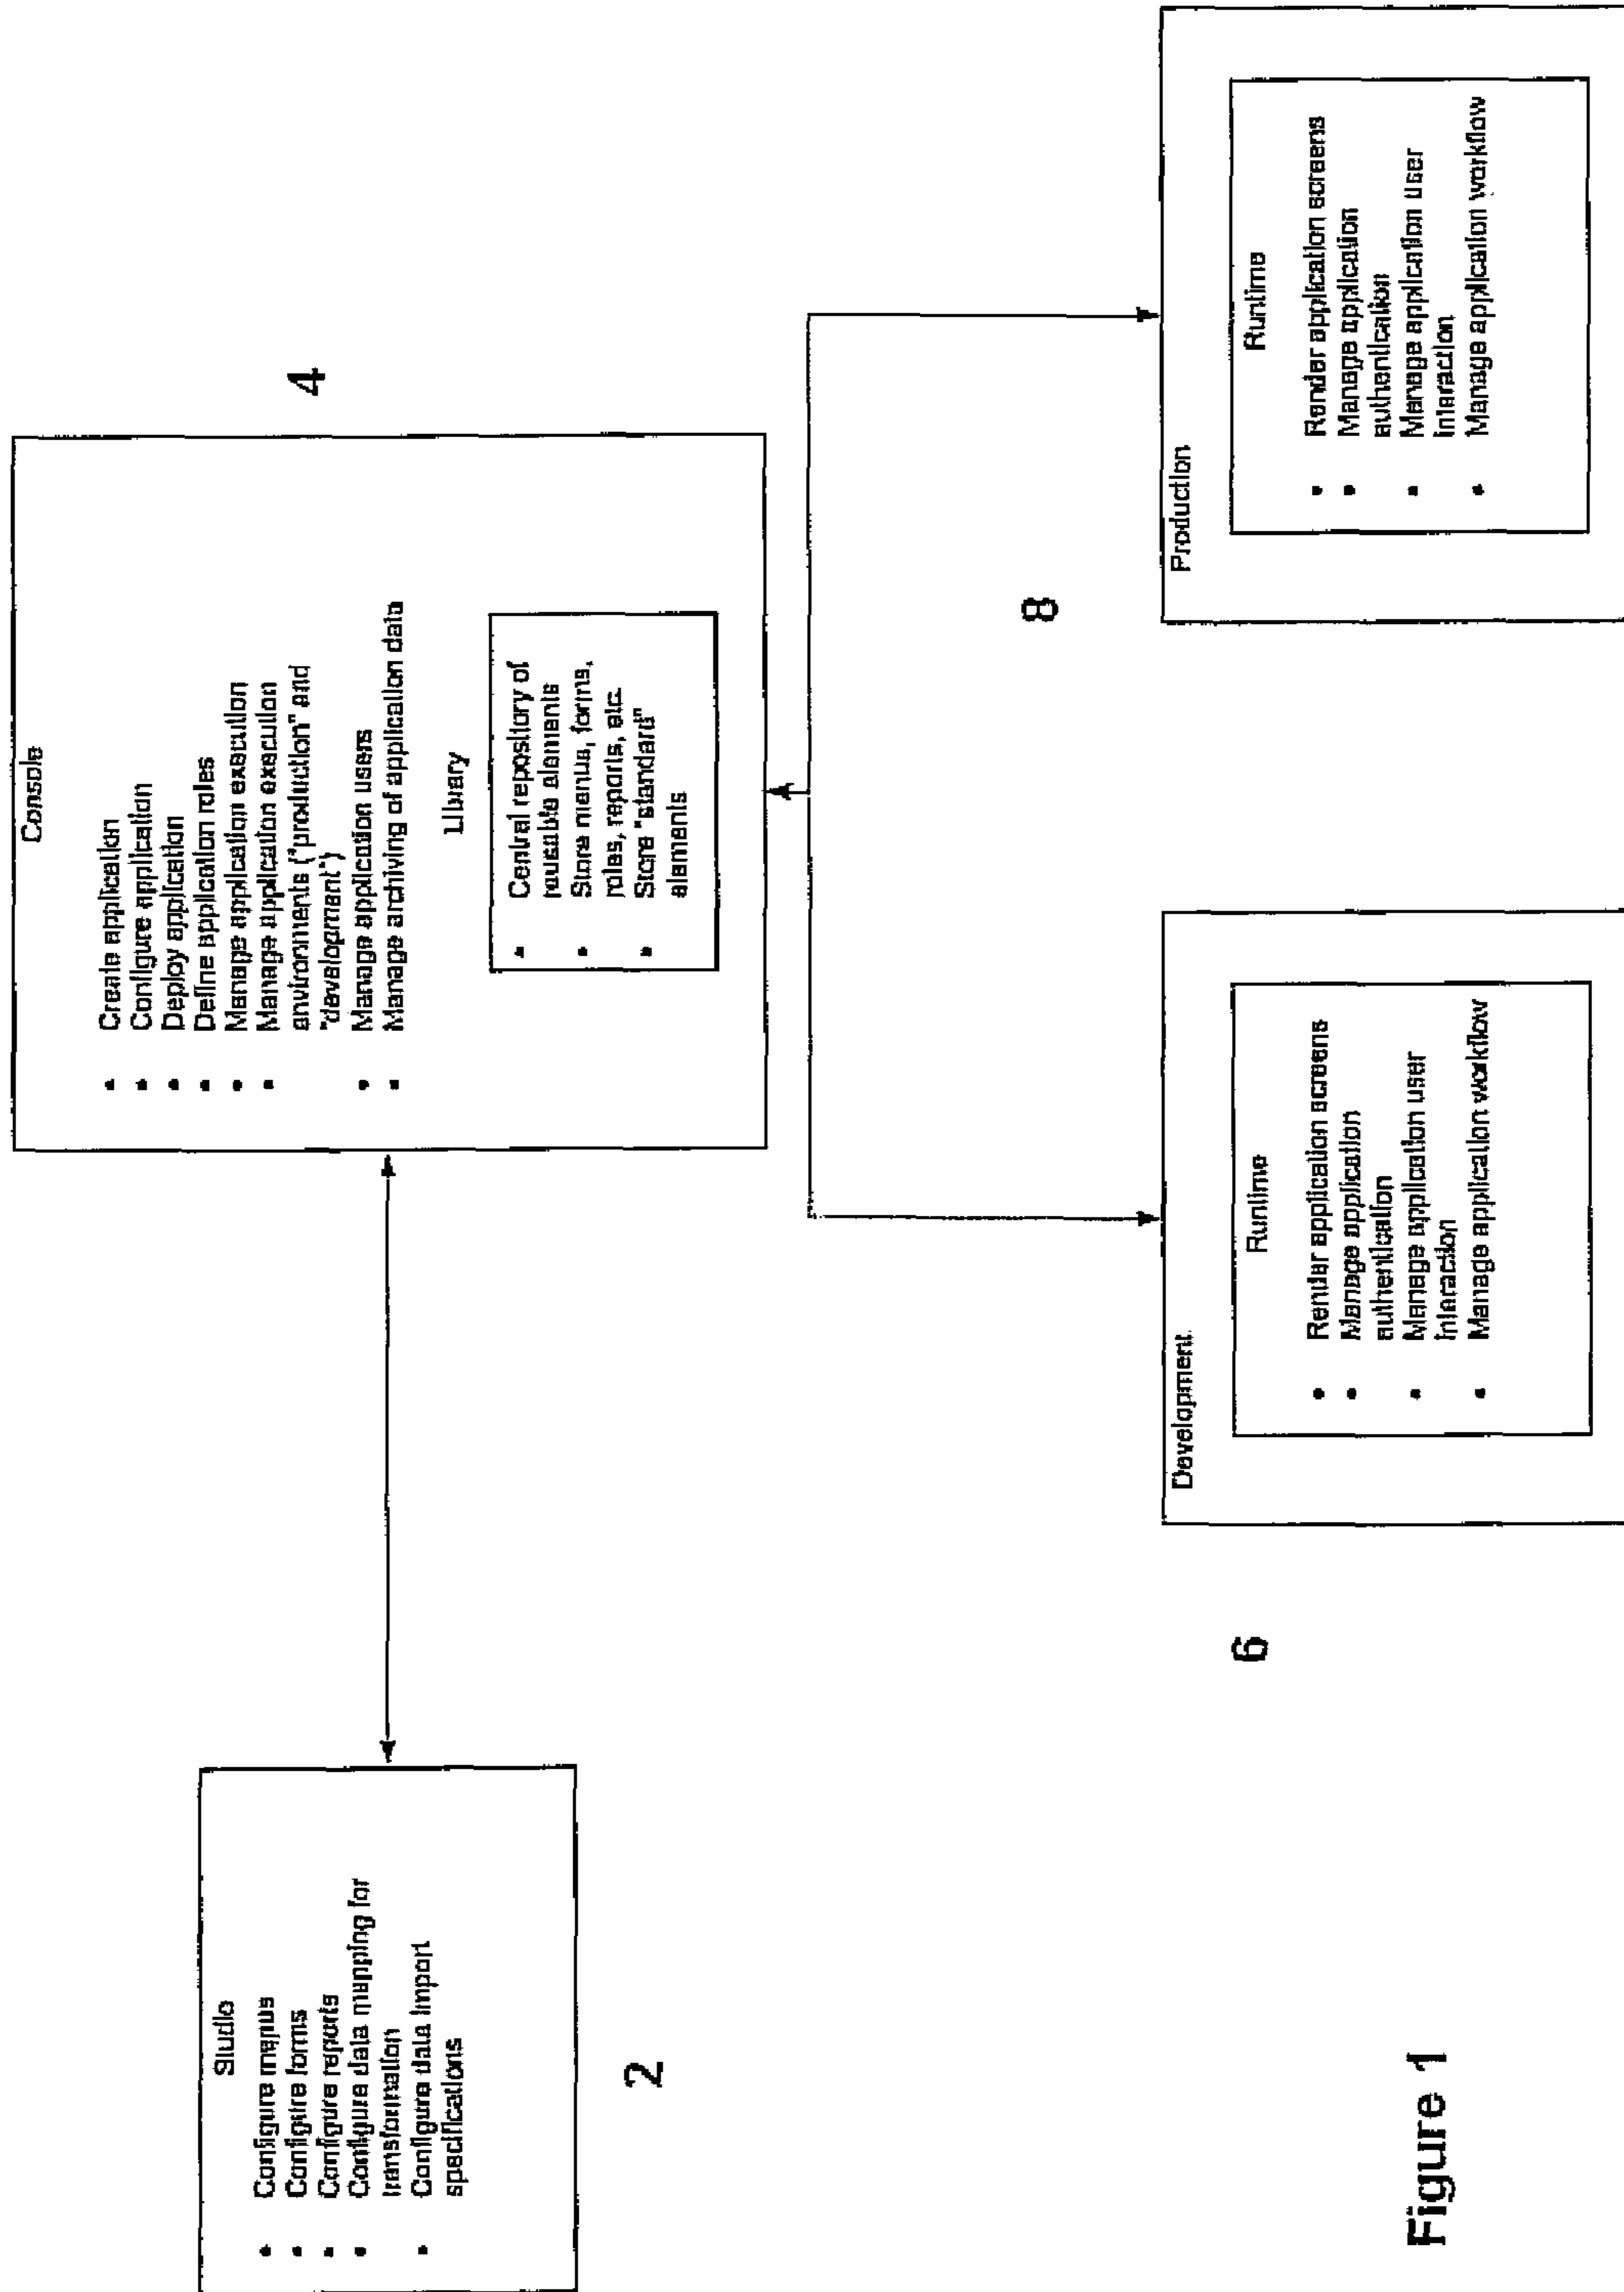 Studio
• Configure menus
• Configure forms
• Configure reports
• Configure data mapping for
transformation
• Configure data import
specifications
2
Console
• Create application
• Configure application
• Deploy application
• Define application roles
• Manage application execution
• Manage application execution
environments ("production" and
"development")
• Manage application users
• Manage archiving of application data
Library
• Central repository of
reusable elements
• Store menus, forms,
roles, reports, etc.
• Store "standard"
elements
4
6
Development
Runtime
• Render application screens
• Manage application
authentication
• Manage application user
interaction
• Manage application workflow
8
Production
Runtime
• Render application screens
• Manage application
authentication
• Manage application user
interaction
• Manage application workflow
Figure 1